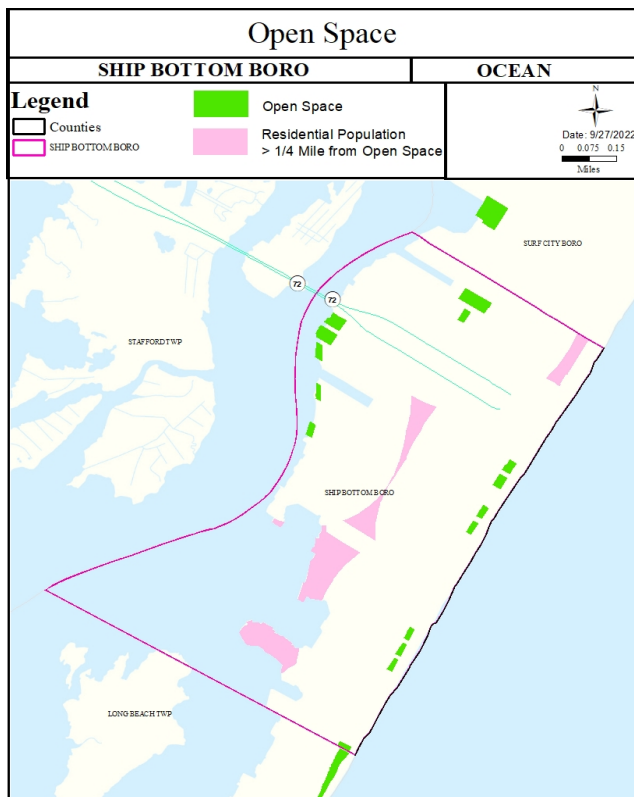 Open Space
SHIP BOTTOM BORO
OCEAN
Legend
Counties
SHIP BOTTOM BORO
Open Space
Residential Population
> 1/4 Mile from Open Space
N
Date: 9/27/2022
0 0.075 0.15
Miles
SURF CITY BORO
72
72
STAFFORD TWP
SHIP BOTTOM BORO
LONG BEACH TWP